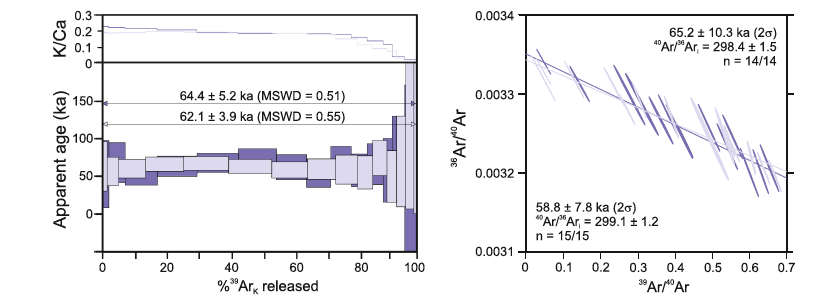 0.3
0.2
0.1
0
K/Ca
150
100
50
0
Apparent age (ka)
64.4 ± 5.2 ka (MSWD = 0.51)
62.1 ± 3.9 ka (MSWD = 0.55)
0 20 40 60 80 100
%³⁹Arₖ released
0.0034
0.0033
0.0032
0.0031
³⁶Ar/⁴⁰Ar
65.2 ± 10.3 ka (2σ)
⁴⁰Ar/³⁶Arᵢ = 298.4 ± 1.5
n = 14/14
58.8 ± 7.8 ka (2σ)
⁴⁰Ar/³⁶Arᵢ = 299.1 ± 1.2
n = 15/15
0 0.1 0.2 0.3 0.4 0.5 0.6 0.7
³⁹Ar/⁴⁰Ar